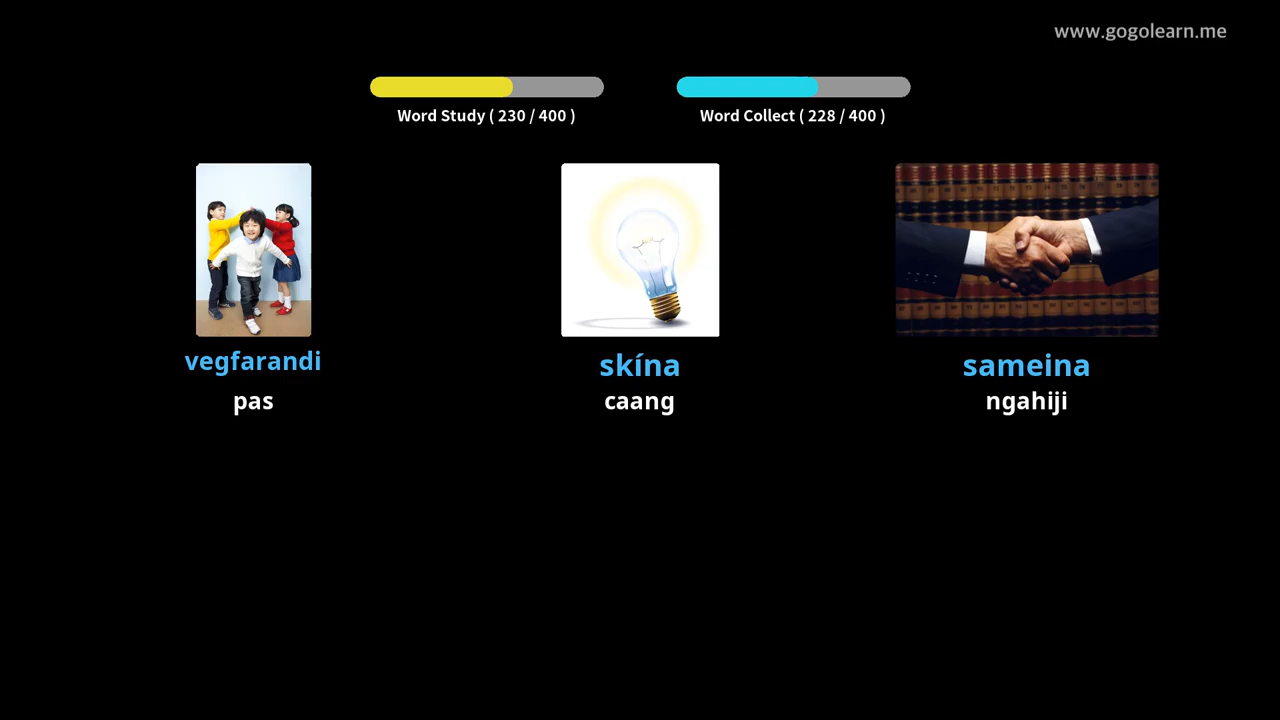 www.gogolearn.me
Word Study ( 230 / 400 )
Word Collect ( 228 / 400 )
vegfarandi
pas
skína
caang
sameina
ngahiji